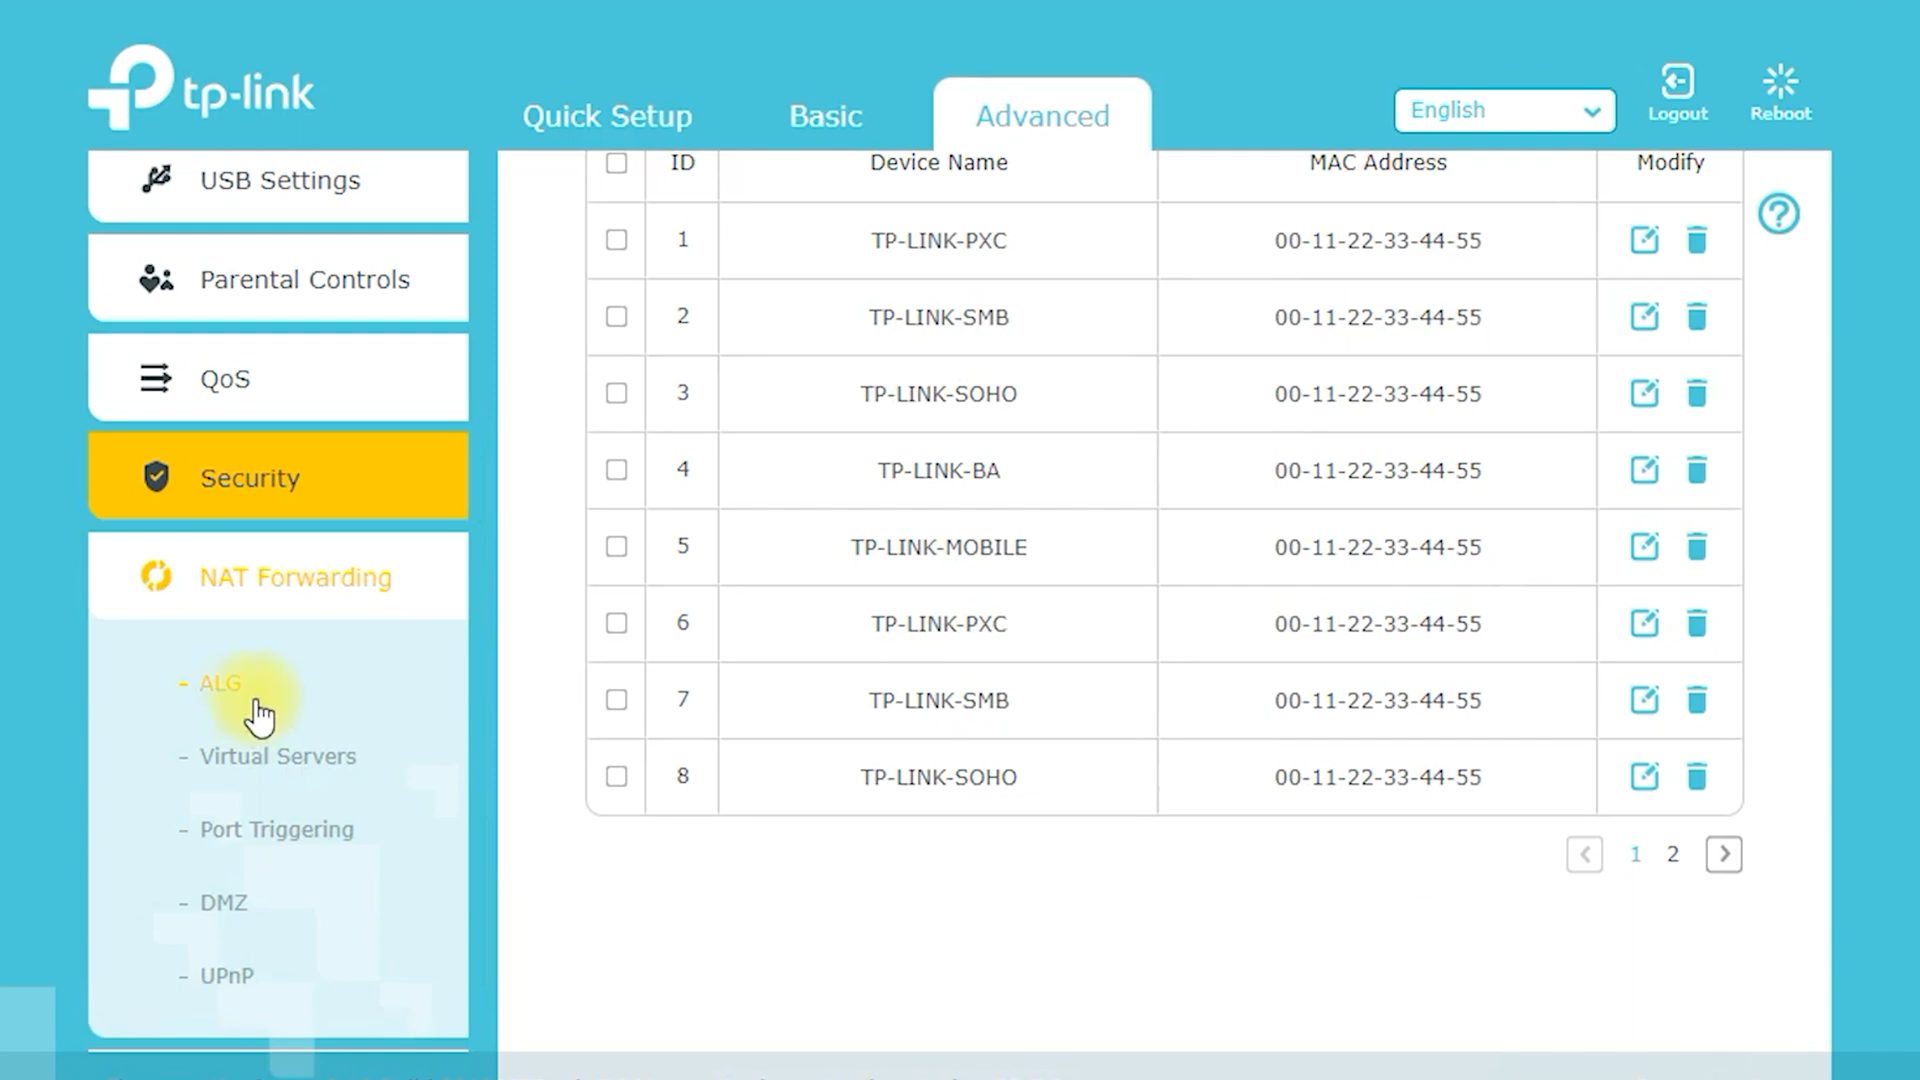 tp-link
Quick Setup
Basic
Advanced
English
Logout
Reboot
USB Settings
Parental Controls
QoS
Security
NAT Forwarding
- ALG
- Virtual Servers
- Port Triggering
- DMZ
- UPnP
ID Device Name MAC Address Modify
1 TP-LINK-PXC 00-11-22-33-44-55
2 TP-LINK-SMB 00-11-22-33-44-55
3 TP-LINK-SOHO 00-11-22-33-44-55
4 TP-LINK-BA 00-11-22-33-44-55
5 TP-LINK-MOBILE 00-11-22-33-44-55
6 TP-LINK-PXC 00-11-22-33-44-55
7 TP-LINK-SMB 00-11-22-33-44-55
8 TP-LINK-SOHO 00-11-22-33-44-55
< 1 2 >
?